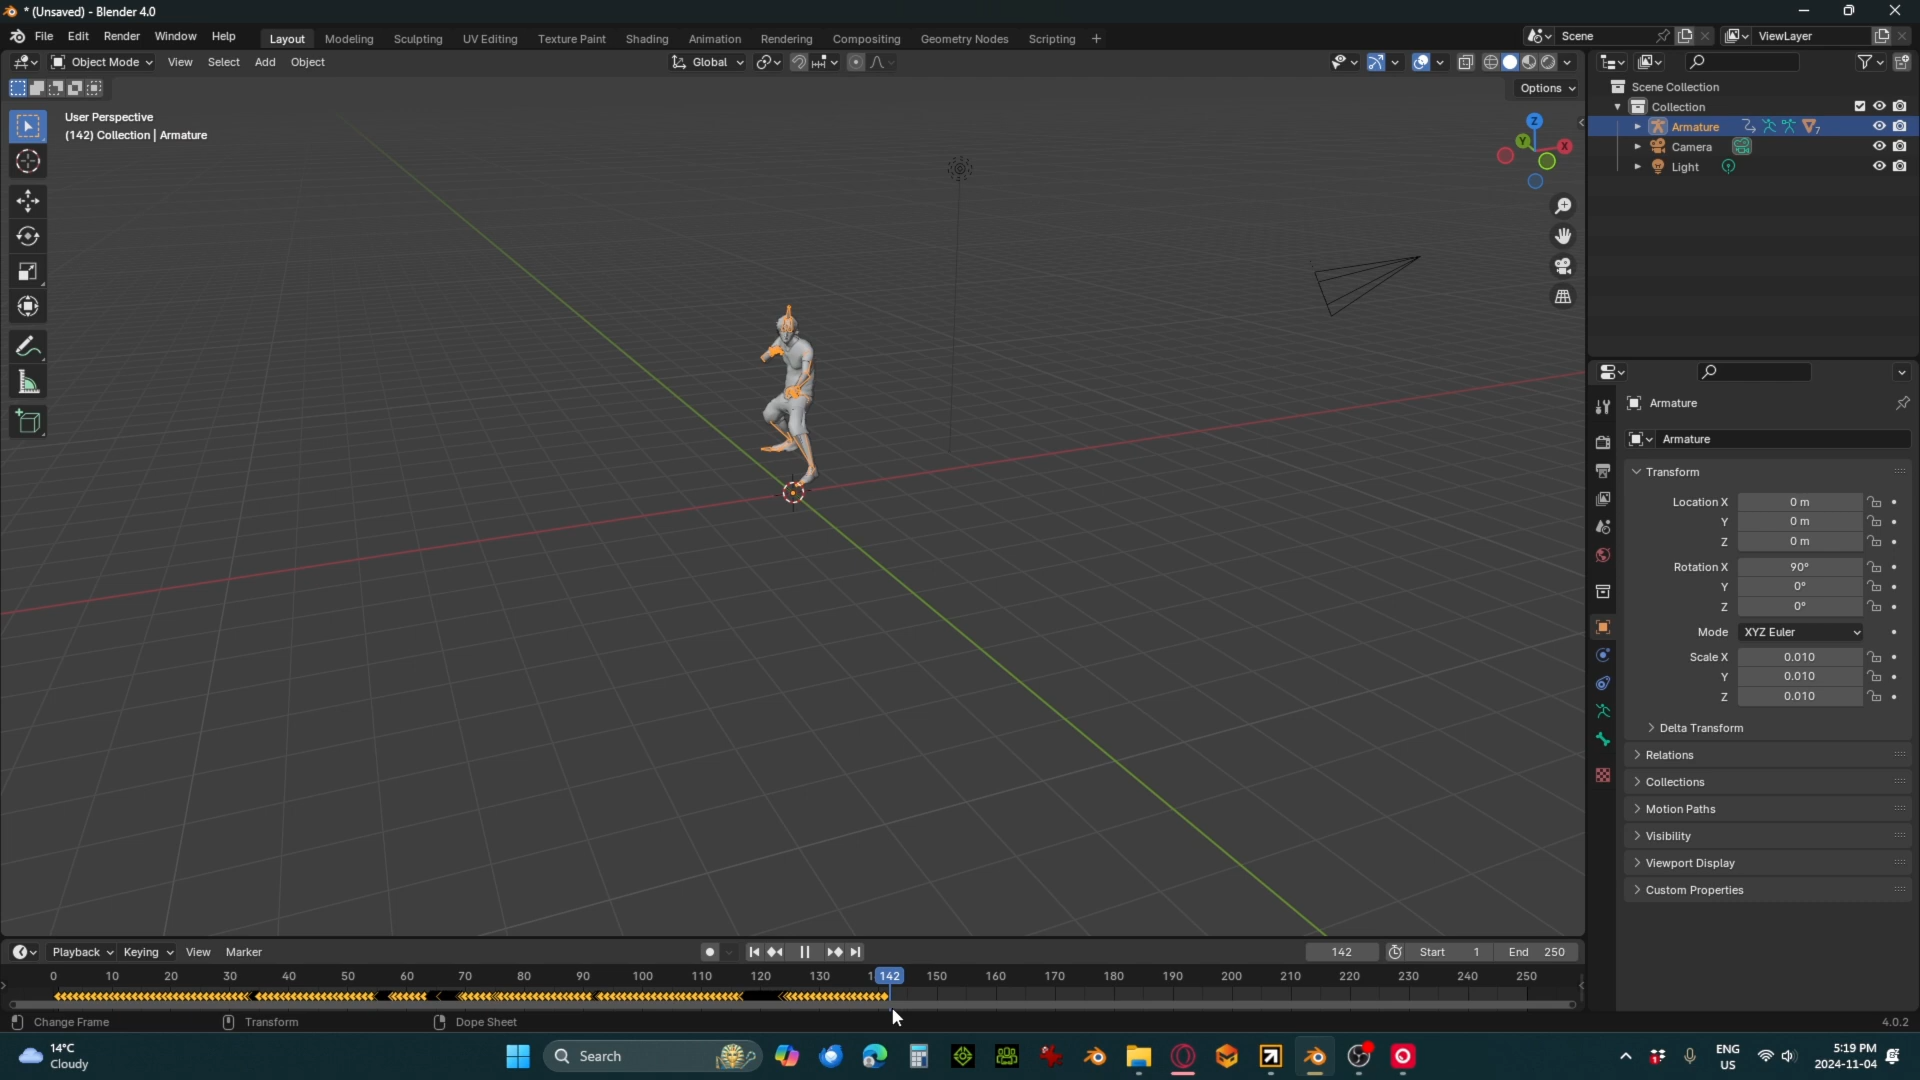 * (Unsaved) - Blender 4.0
File Edit Render Window Help
Layout Modeling Sculpting UV Editing Texture Paint Shading Animation Rendering Compositing Geometry Nodes Scripting +
Scene
ViewLayer
Object Mode View Select Add Object
Global
Options
User Perspective
(142) Collection | Armature
Z
Y
X
Scene Collection
Collection
Armature 7
Camera
Light
Armature
Armature
Transform
Location X 0 m
Y 0 m
Z 0 m
Rotation X 90°
Y 0°
Z 0°
Mode XYZ Euler
Scale X 0.010
Y 0.010
Z 0.010
Delta Transform
Relations
Collections
Motion Paths
Visibility
Viewport Display
Custom Properties
Playback Keying View Marker
142 Start 1 End 250
0 10 20 30 40 50 60 70 80 90 100 110 120 130 142 150 160 170 180 190 200 210 220 230 240 250
Change Frame Transform Dope Sheet 4.0.2
14°C
Cloudy
Search
ENG
US
5:19 PM
2024-11-04